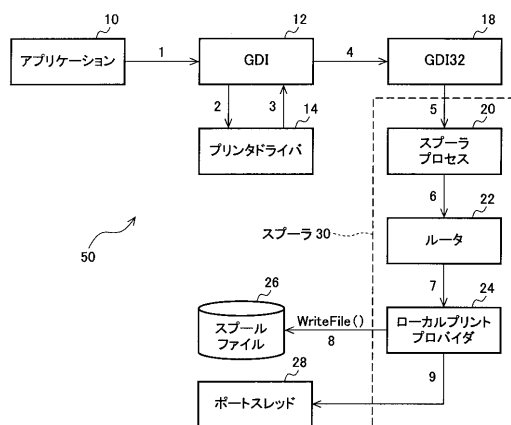 10
12
18
アプリケーション
1
GDI
4
GDI32
2
3
14
5
20
プリンタドライバ
スプーラ
プロセス
6
22
スプーラ 30
ルータ
50
7
26
24
スプール
ファイル
WriteFile()
8
ローカルプリント
プロバイダ
28
9
ポートスレッド